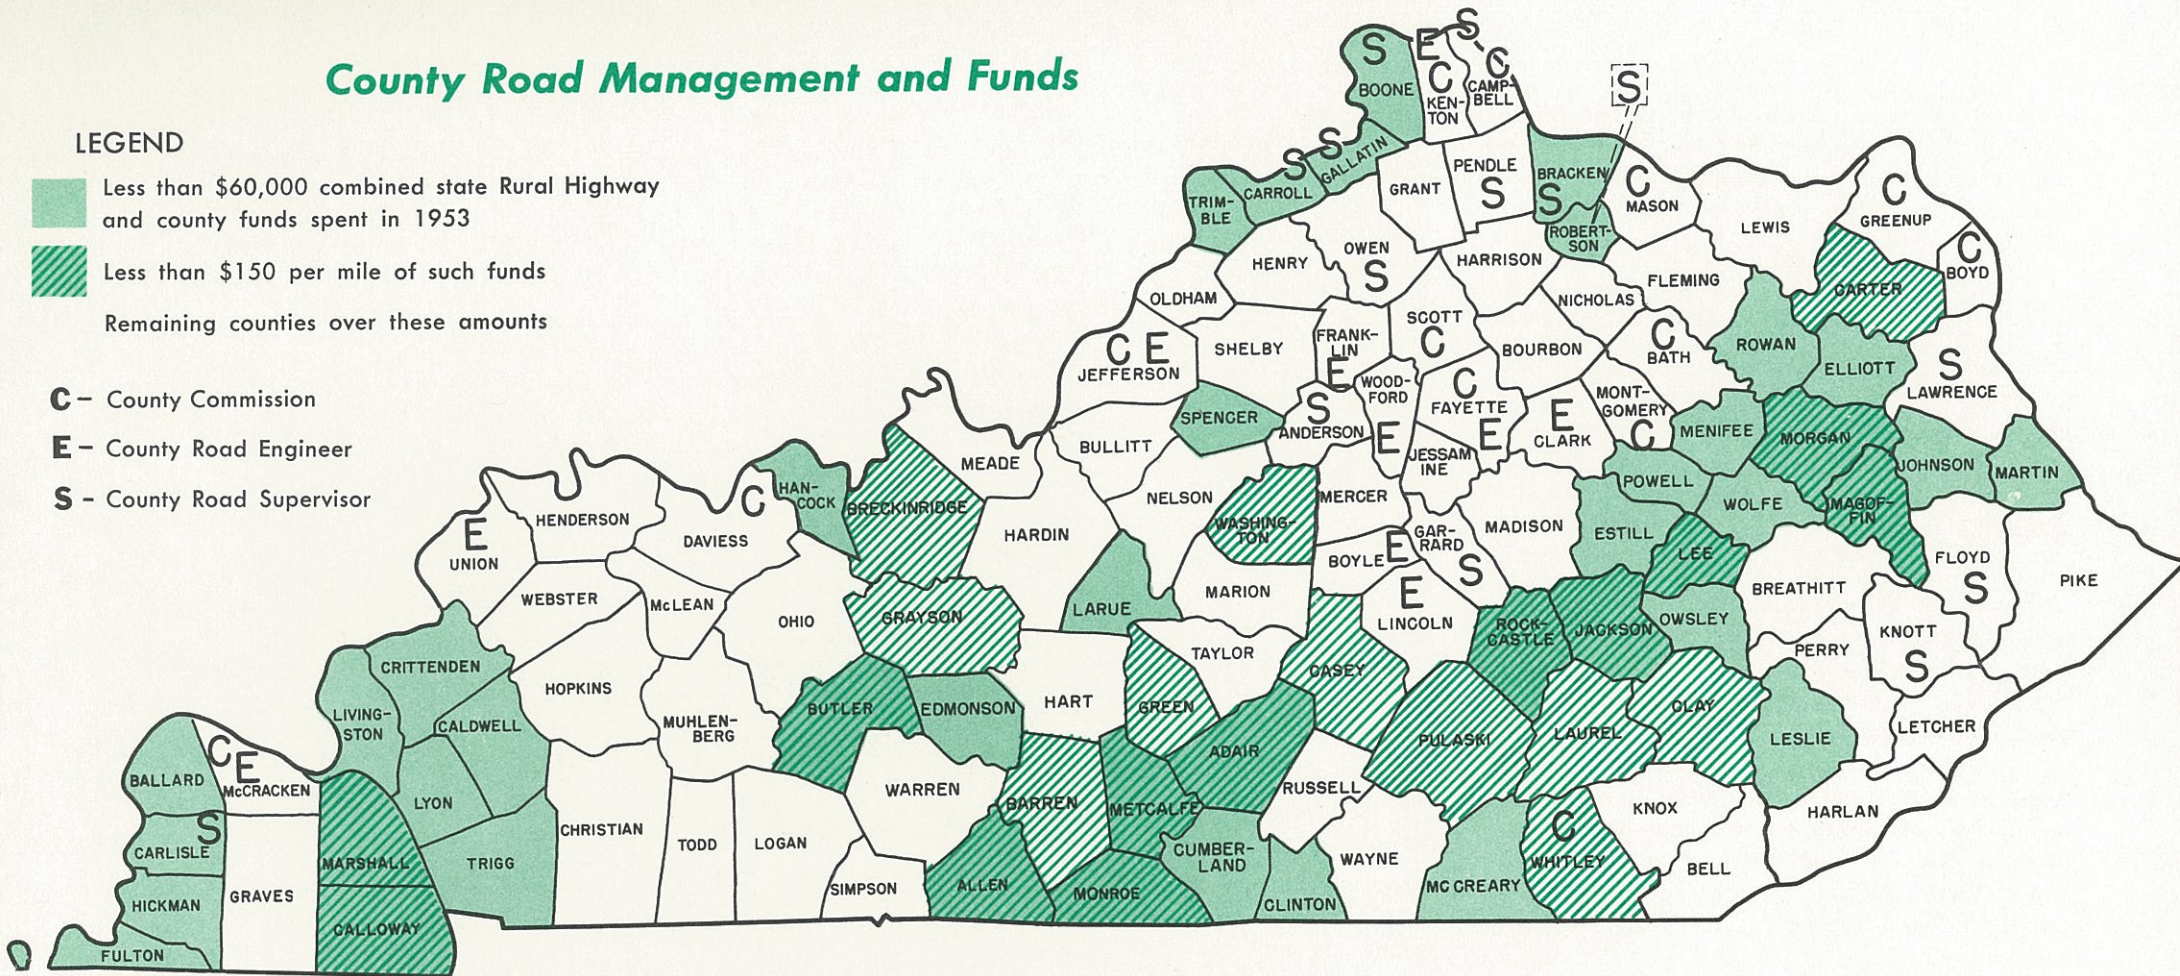 County Road Management and Funds
LEGEND
Less than $60,000 combined state Rural Highway
and county funds spent in 1953
Less than $150 per mile of such funds
Remaining counties over these amounts
C – County Commission
E – County Road Engineer
S – County Road Supervisor
S
BOONE
E
C
KEN-
TON
S
C
CAMP-
BELL
S
S
S
GALLATIN
CARROLL
TRIM-
BLE
GRANT
PENDLE
S
BRACKEN
S
ROBERT-
SON
C
MASON
LEWIS
C
GREENUP
C
BOYD
CARTER
HENRY
OWEN
S
HARRISON
NICHOLAS
FLEMING
OLDHAM
C E
JEFFERSON
SHELBY
FRANK-
LIN
E
SCOTT
C
BOURBON
C
BATH
ROWAN
ELLIOTT
S
LAWRENCE
SPENCER
S
ANDERSON
WOOD-
FORD
E
C
FAYETTE
E
JESSAM
INE
E
CLARK
MONT-
GOMERY
C
MENIFEE
MORGAN
JOHNSON
MARTIN
BULLITT
MEADE
NELSON
WASHING-
TON
MERCER
MADISON
POWELL
WOLFE
MAGOF-
FIN
ESTILL
LEE
BREATHITT
FLOYD
S
PIKE
E
UNION
HENDERSON
C
DAVIESS
HAN-
COCK
BRECKINRIDGE
HARDIN
LARUE
MARION
BOYLE
E
GAR-
RARD
S
E
LINCOLN
ROCK-
CASTLE
JACKSON
OWSLEY
PERRY
KNOTT
S
WEBSTER
McLEAN
OHIO
GRAYSON
TAYLOR
CASEY
CRITTENDEN
HOPKINS
MUHLEN-
BERG
BUTLER
EDMONSON
HART
GREEN
ADAIR
PULASKI
LAUREL
CLAY
LESLIE
LETCHER
LIVING-
STON
CALDWELL
LYON
BALLARD
C
E
McCRACKEN
WARREN
BARREN
METCALFE
RUSSELL
KNOX
HARLAN
S
CARLISLE
MARSHALL
TRIGG
CHRISTIAN
TODD
LOGAN
SIMPSON
ALLEN
MONROE
CUMBER-
LAND
CLINTON
WAYNE
MC CREARY
C
WHITLEY
BELL
HICKMAN
GRAVES
CALLOWAY
FULTON